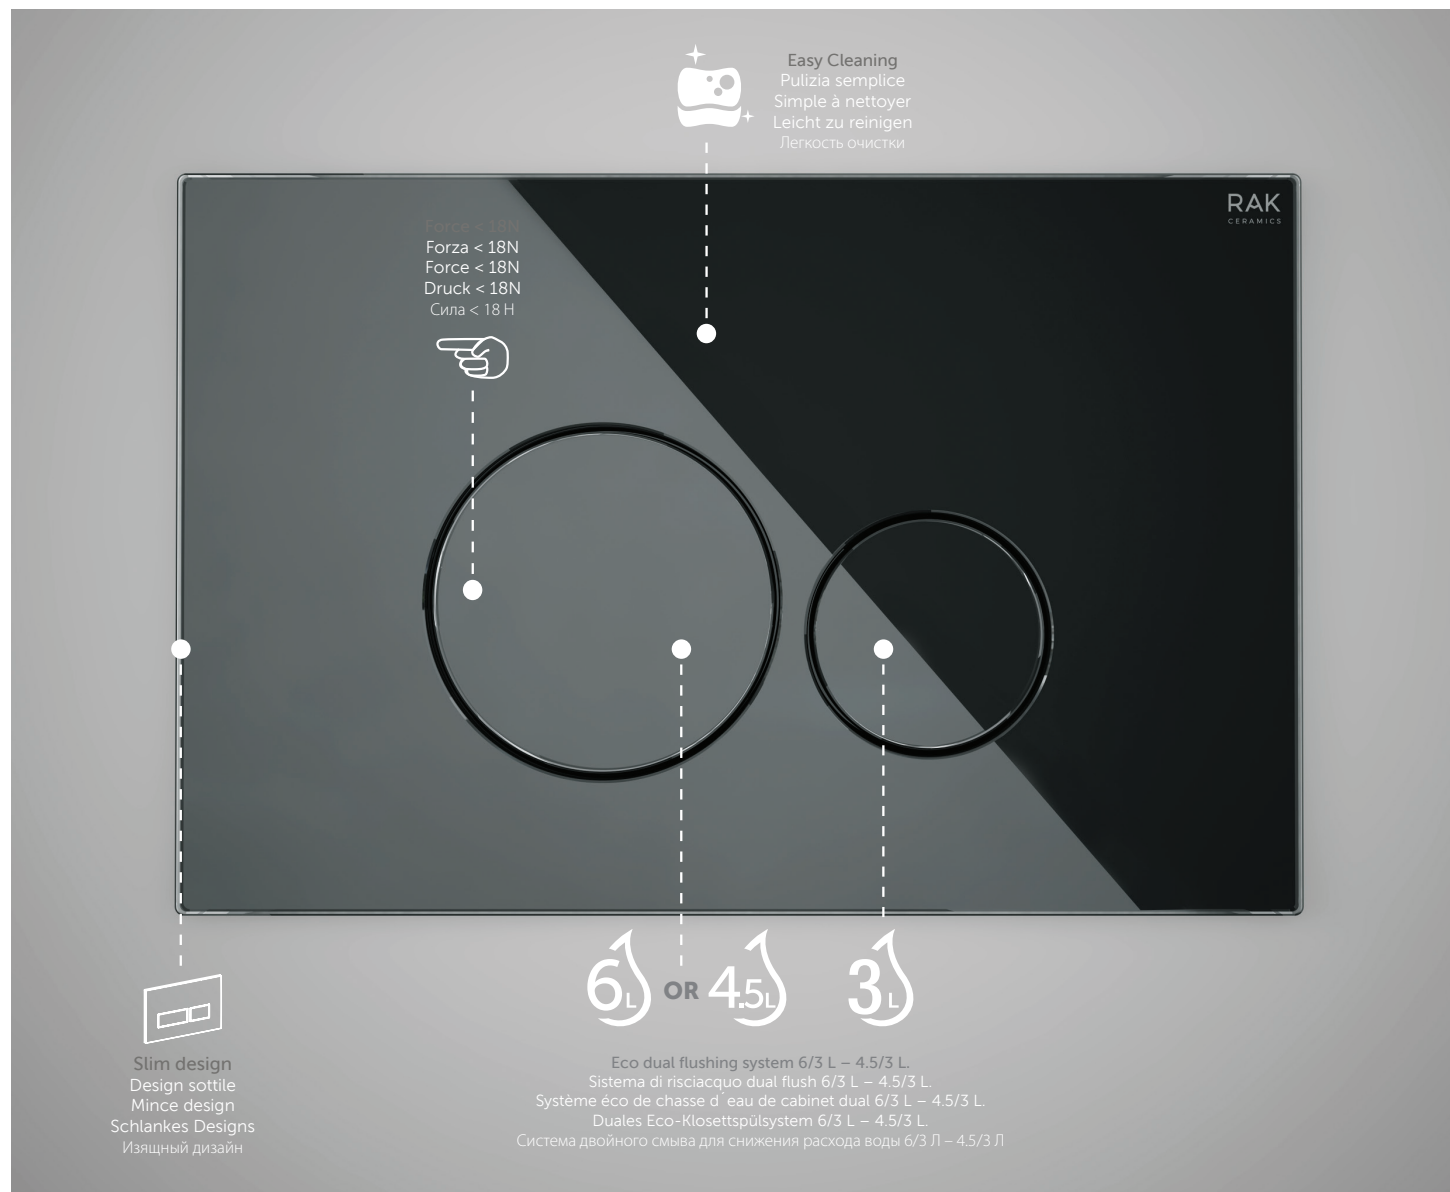 Easy Cleaning
Pulizia semplice
Simple à nettoyer
Leicht zu reinigen
Легкость очистки
RAK
CERAMICS
Force < 18N
Forza < 18N
Force < 18N
Druck < 18N
Сила < 18 Н
6L OR 4.5L 3L
Slim design
Design sottile
Mince design
Schlankes Designs
Изящный дизайн
Eco dual flushing system 6/3 L – 4.5/3 L.
Sistema di risciacquo dual flush 6/3 L – 4.5/3 L.
Système éco de chasse d´eau de cabinet dual 6/3 L – 4.5/3 L.
Duales Eco-Klosettspülsystem 6/3 L – 4.5/3 L.
Система двойного смыва для снижения расхода воды 6/3 Л – 4.5/3 Л